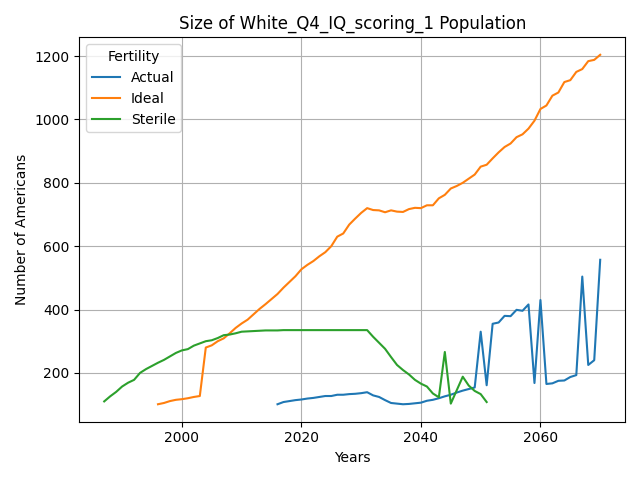 Size of White_Q4_IQ_scoring_1 Population
Fertility
Actual
Ideal
Sterile
Number of Americans
1200
1000
800
600
400
200
2000
2020
2040
2060
Years